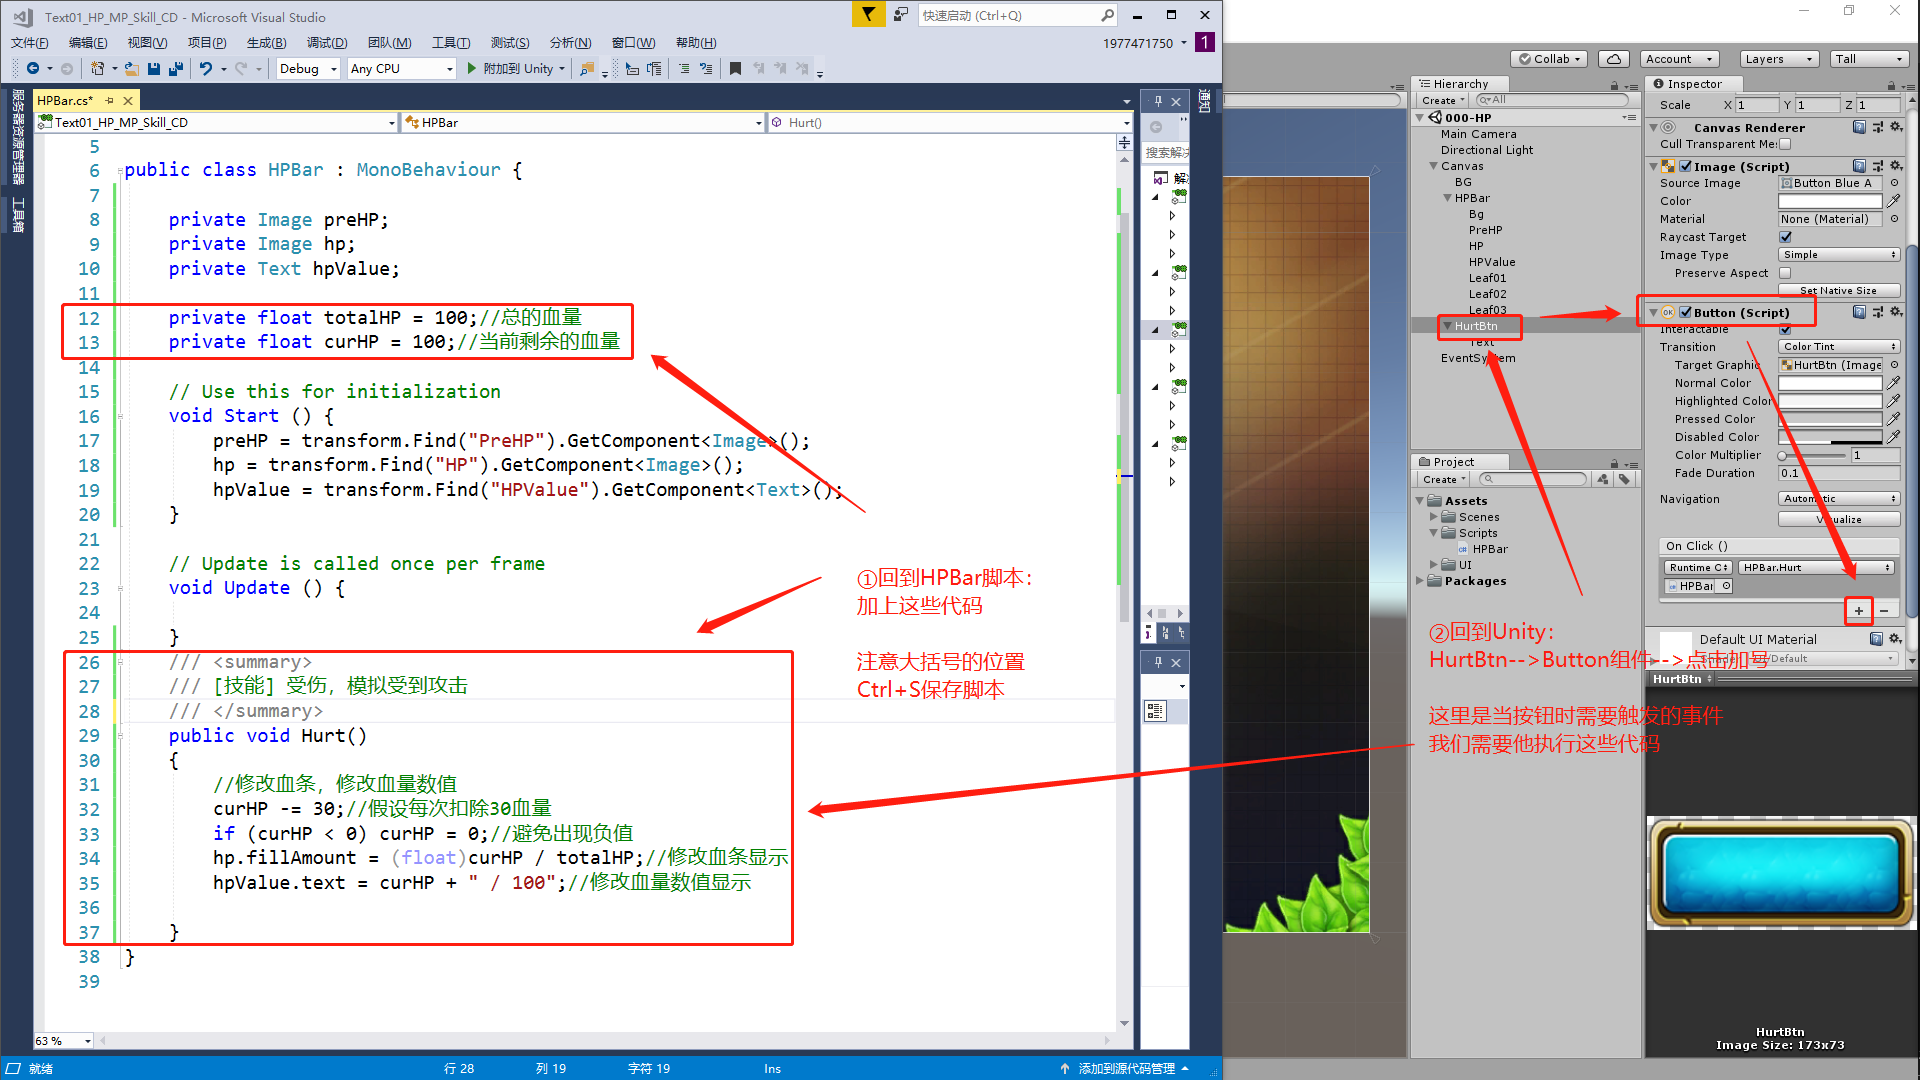 Text01_HP_MP_Skill_CD - Microsoft Visual Studio
快速启动 (Ctrl+Q)
文件(F) 编辑(E) 视图(V) 项目(P) 生成(B) 调试(D) 团队(M) 工具(T) 测试(S) 分析(N) 窗口(W) 帮助(H)
1977471750
1
Debug Any CPU 附加到 Unity
服务器资源管理器
工具箱
通知
HPBar.cs*
Text01_HP_MP_Skill_CD HPBar Hurt()
搜索解决
5
6 public class HPBar : MonoBehaviour {
7
8 private Image preHP;
9 private Image hp;
10 private Text hpValue;
11
12 private float totalHP = 100;//总的血量
13 private float curHP = 100;//当前剩余的血量
14
15 // Use this for initialization
16 void Start () {
17 preHP = transform.Find("PreHP").GetComponent<Image>();
18 hp = transform.Find("HP").GetComponent<Image>();
19 hpValue = transform.Find("HPValue").GetComponent<Text>();
20 }
21
22 // Update is called once per frame
23 void Update () {
24
25 }
26 /// <summary>
27 /// [技能] 受伤，模拟受到攻击
28 /// </summary>
29 public void Hurt()
30 {
31 //修改血条，修改血量数值
32 curHP -= 30;//假设每次扣除30血量
33 if (curHP < 0) curHP = 0;//避免出现负值
34 hp.fillAmount = (float)curHP / totalHP;//修改血条显示
35 hpValue.text = curHP + " / 100";//修改血量数值显示
36
37 }
38 }
39
①回到HPBar脚本：
加上这些代码
注意大括号的位置
Ctrl+S保存脚本
63 %
就绪 行 28 列 19 字符 19 Ins 添加到源代码管理
Collab Account Layers Tall
Hierarchy
Create All
000-HP
Main Camera
Directional Light
Canvas
BG
HPBar
Bg
PreHP
HP
HPValue
Leaf01
Leaf02
Leaf03
HurtBtn
Text
EventSystem
Project
Create
Assets
Scenes
Scripts
HPBar
UI
Packages
②回到Unity：
HurtBtn-->Button组件-->点击加号
这里是当按钮时需要触发的事件
我们需要他执行这些代码
Inspector
Scale X 1 Y 1 Z 1
Canvas Renderer
Cull Transparent Me
Image (Script)
Source Image Button Blue A
Color
Material None (Material)
Raycast Target
Image Type Simple
Preserve Aspect
Set Native Size
OK Button (Script)
Interactable
Transition Color Tint
Target Graphic HurtBtn (Image
Normal Color
Highlighted Color
Pressed Color
Disabled Color
Color Multiplier 1
Fade Duration 0.1
Navigation Automatic
Visualize
On Click ()
Runtime HPBar.Hurt
HPBar
+ −
Default UI Material
HurtBtn
HurtBtn
Image Size: 173x73